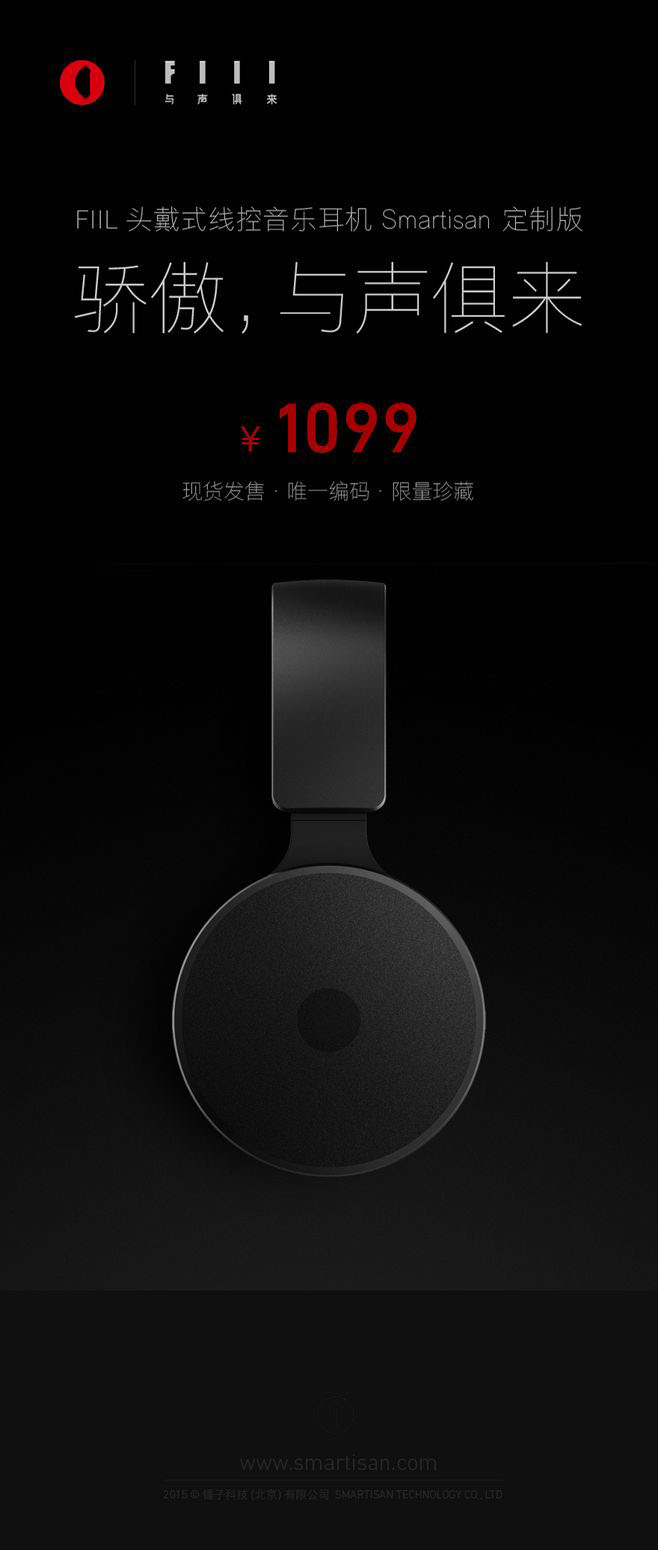 FIIL
与声俱来
FIIL 头戴式线控音乐耳机 Smartisan 定制版
骄傲，与声俱来
¥ 1099
现货发售 · 唯一编码 · 限量珍藏
www.smartisan.com
2015 © 锤子科技 (北京) 有限公司 SMARTISAN TECHNOLOGY CO., LTD